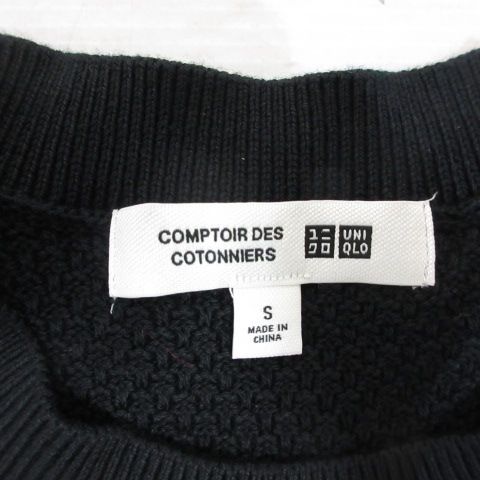 COMPTOIR DES
COTONNIERS
ユニ
クロ
UNI
QLO
S
MADE IN
CHINA